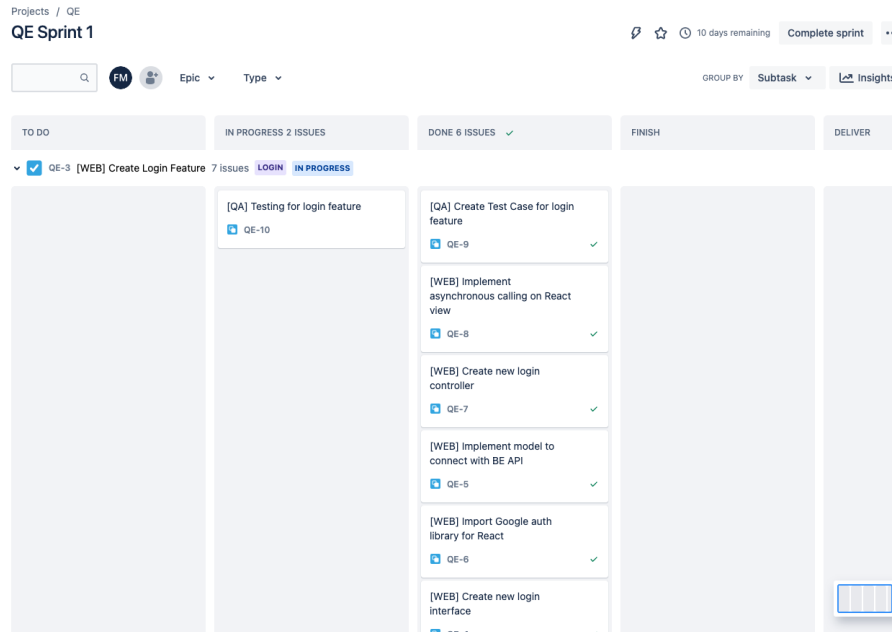 Projects / QE
QE Sprint 1
10 days remaining
Complete sprint
FM
Epic
Type
GROUP BY
Subtask
Insights
TO DO
IN PROGRESS 2 ISSUES
DONE 6 ISSUES
FINISH
DELIVER
QE-3 [WEB] Create Login Feature 7 issues LOGIN IN PROGRESS
[QA] Testing for login feature
QE-10
[QA] Create Test Case for login
feature
QE-9
[WEB] Implement
asynchronous calling on React
view
QE-8
[WEB] Create new login
controller
QE-7
[WEB] Implement model to
connect with BE API
QE-5
[WEB] Import Google auth
library for React
QE-6
[WEB] Create new login
interface